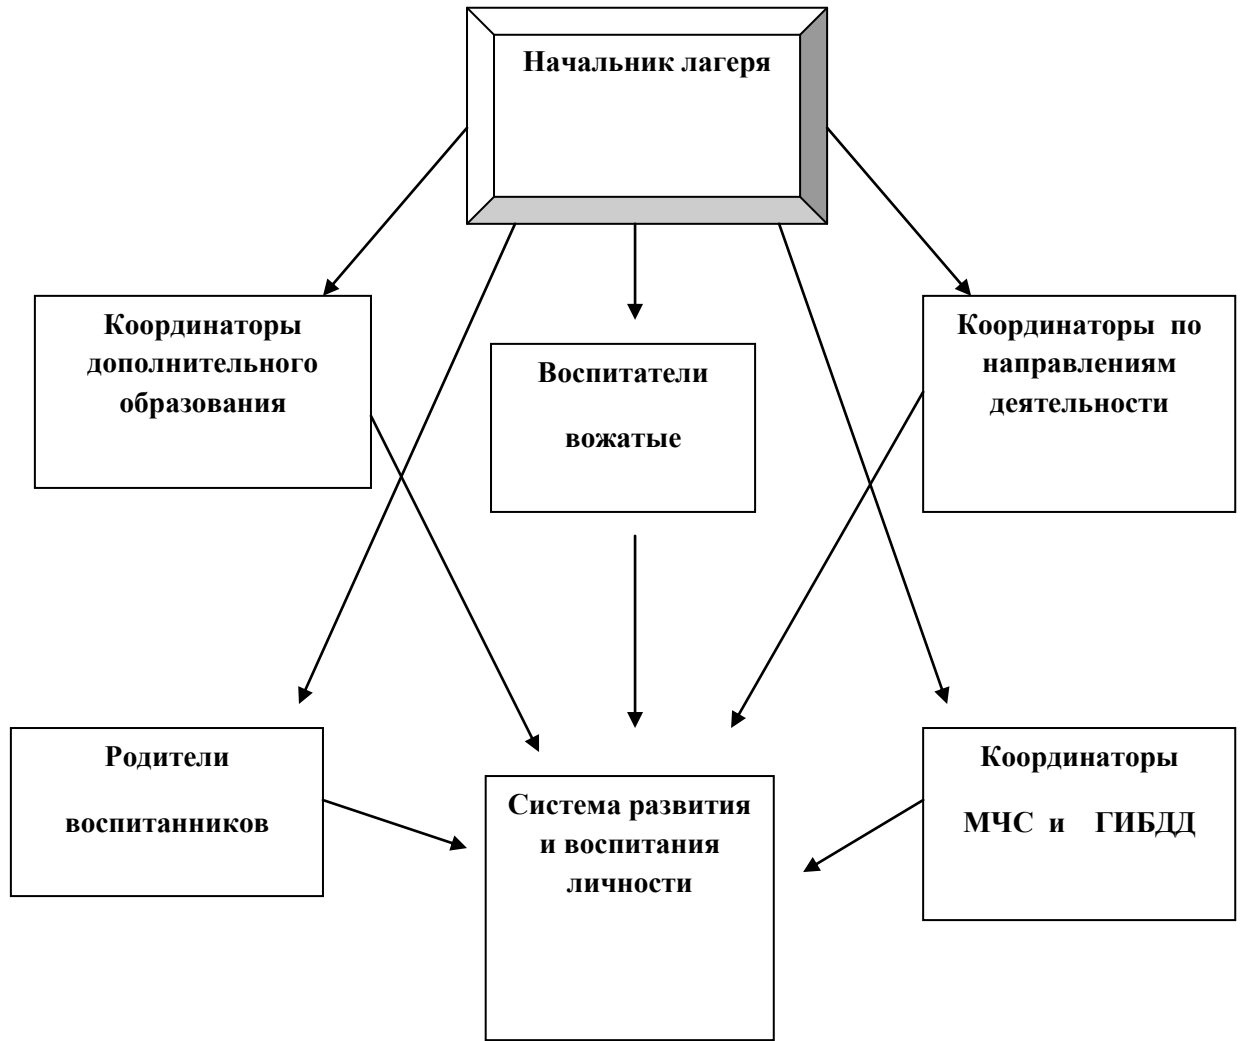 Начальник лагеря
Координаторы
дополнительного
образования
Воспитатели
вожатые
Координаторы по
направлениям
деятельности
Родители
воспитанников
Система развития
и воспитания
личности
Координаторы
МЧС и ГИБДД